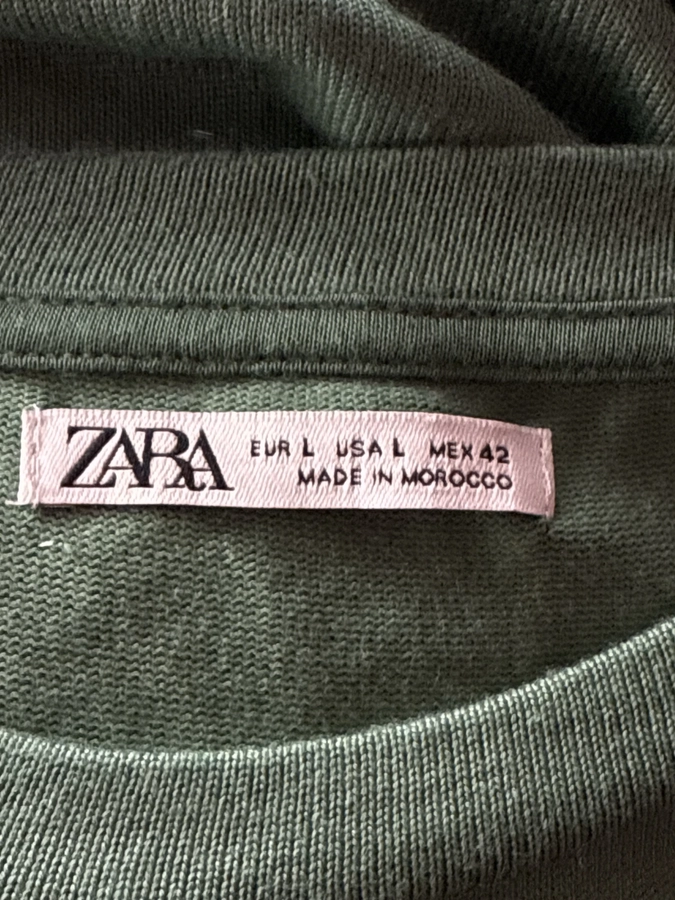 ZARA EUR L USA L MEX 42
MADE IN MOROCCO